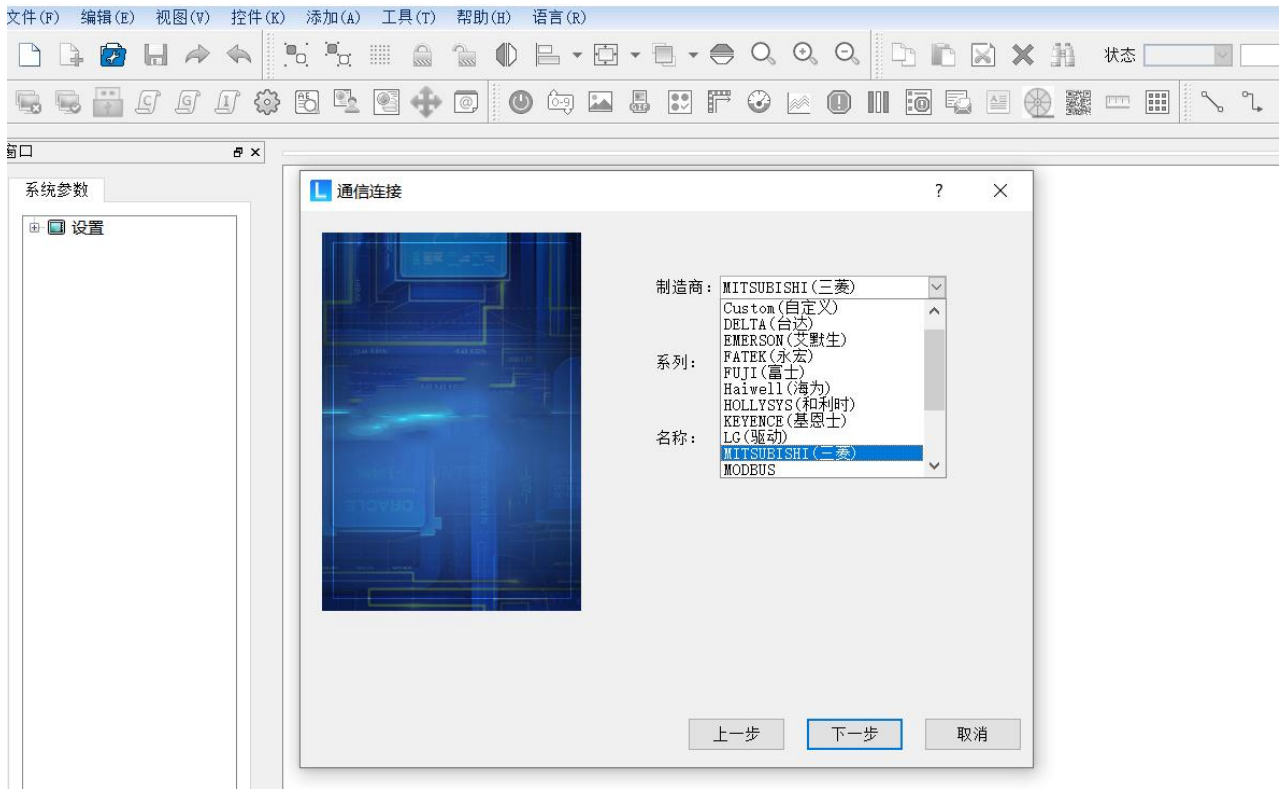 文件(F) 编辑(E) 视图(V) 控件(K) 添加(A) 工具(T) 帮助(H) 语言(R)
状态
窗口
系统参数
设置
通信连接
制造商: MITSUBISHI(三菱)
Custom(自定义)
DELTA(台达)
EMERSON(艾默生)
FATEK(永宏)
系列:
FUJI(富士)
Haiwell(海为)
HOLLYSYS(和利时)
KEYENCE(基恩士)
名称:
LG(驱动)
MITSUBISHI(三菱)
MODBUS
ORACLE
上一步 下一步 取消